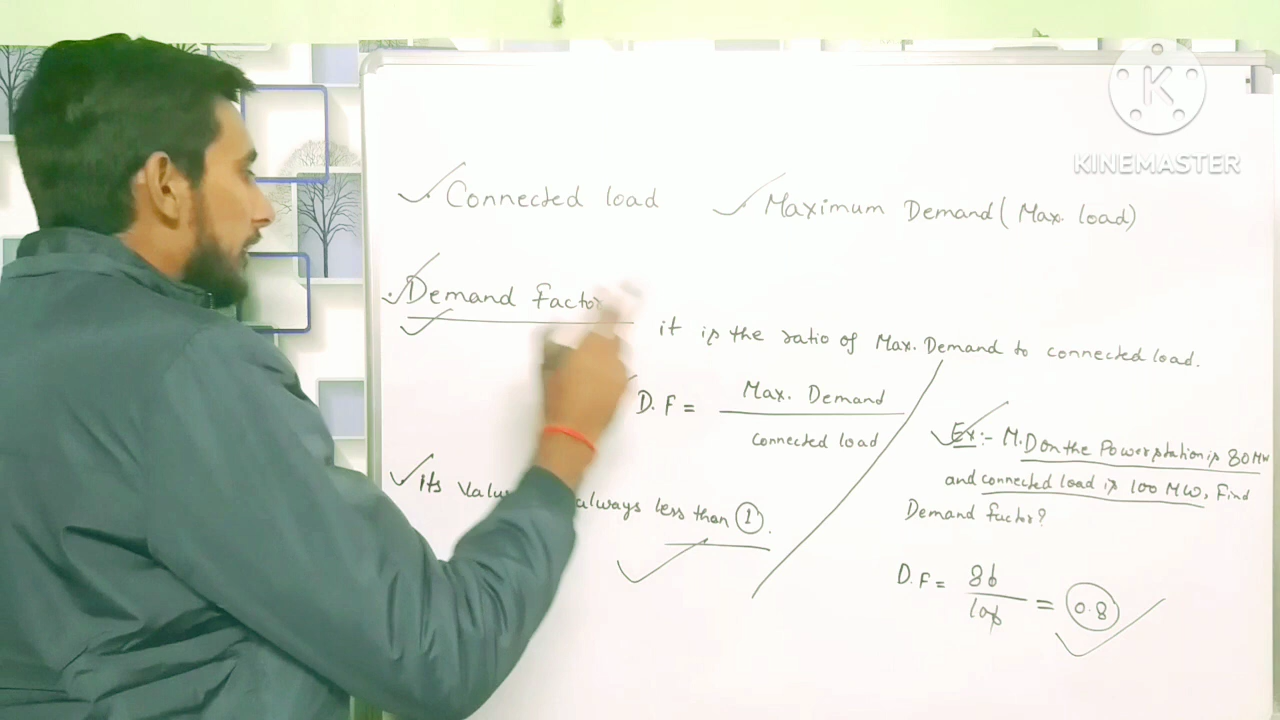 Connected load
Maximum Demand (Max. load)
Demand factor
it is the ratio of Max. Demand to connected load.
D.F = Max. Demand
connected load
Its always less than 1.
Ex:- M.D on the Power station is 80 MW
and connected load is 100 MW, Find
Demand factor?
D.F = 80
100
= 0.8
K
KINEMASTER